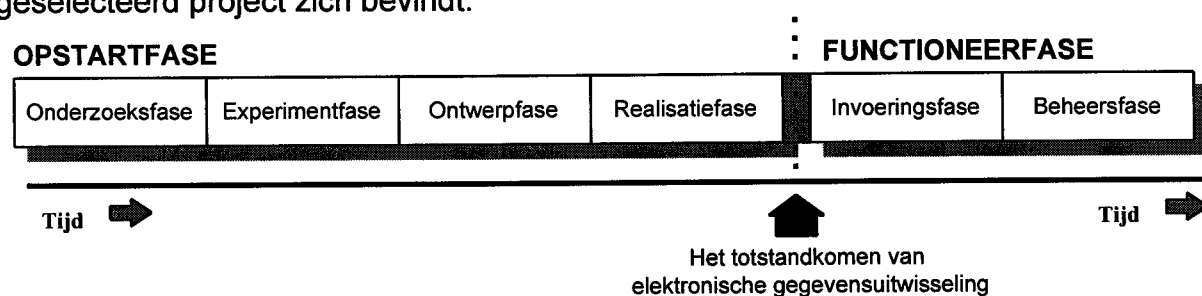 geselecteerd project zich bevindt.
OPSTARTFASE
FUNCTIONEERFASE
Onderzoeksfase
Experimentfase
Ontwerpfase
Realisatiefase
Invoeringsfase
Beheersfase
Tijd
Tijd
Het totstandkomen van
elektronische gegevensuitwisseling